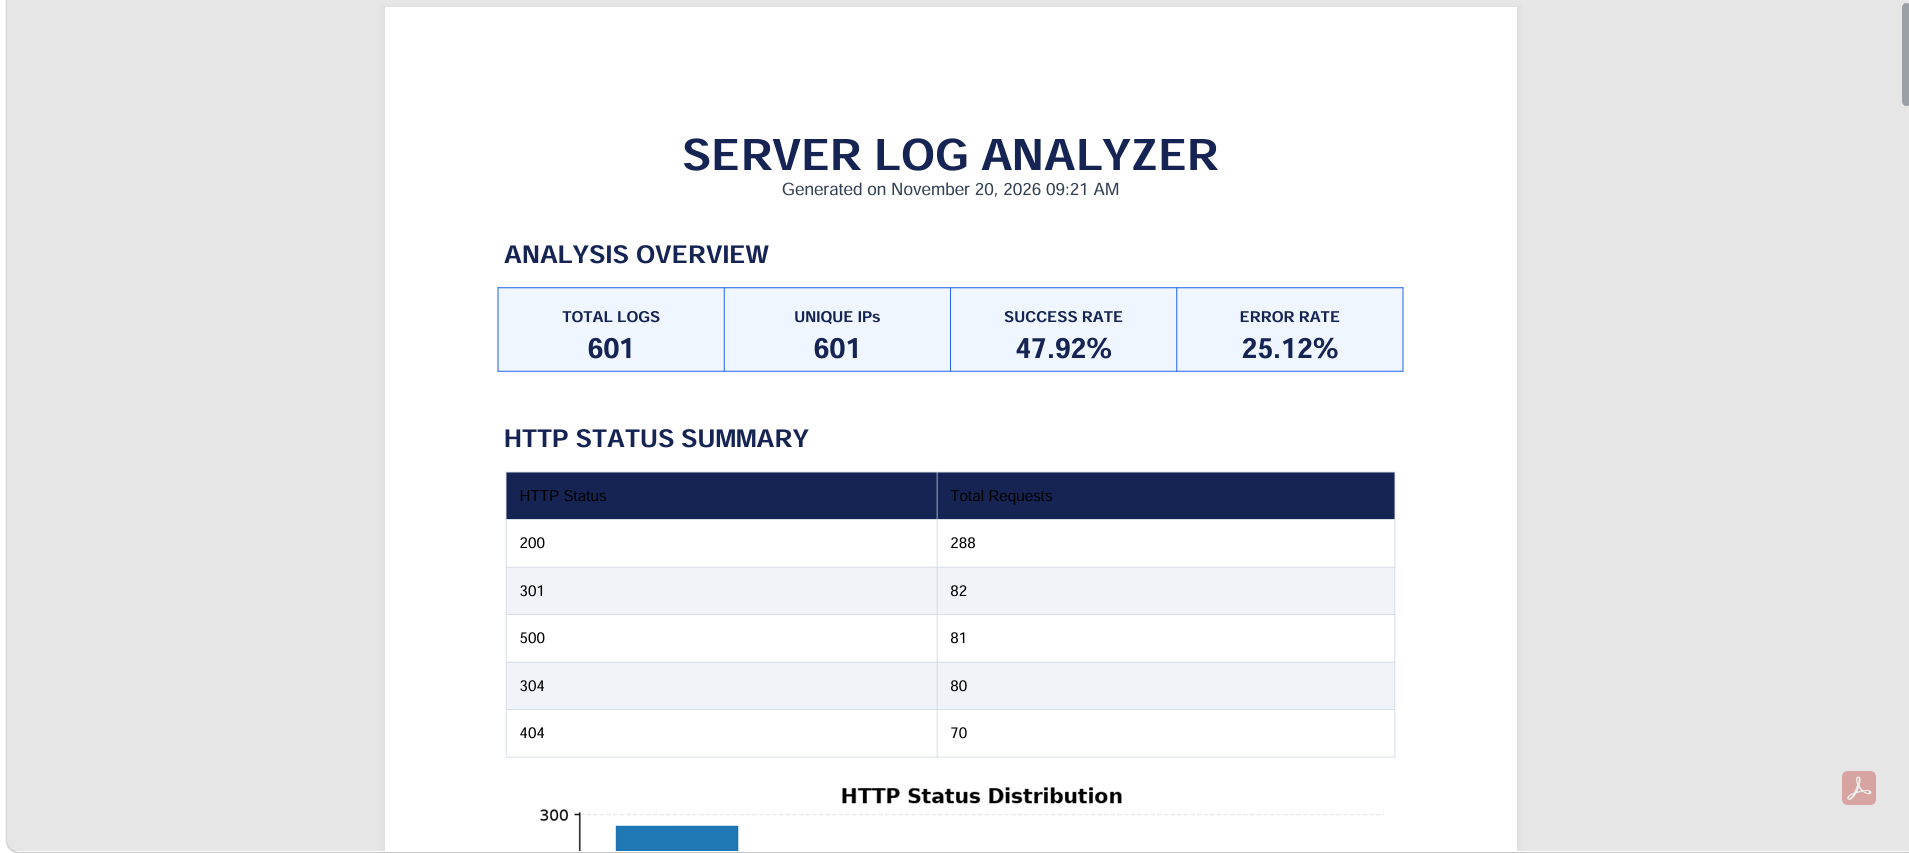 SERVER LOG ANALYZER
Generated on November 20, 2026 09:21 AM
ANALYSIS OVERVIEW
TOTAL LOGS UNIQUE IPs SUCCESS RATE ERROR RATE
601 601 47.92% 25.12%
HTTP STATUS SUMMARY
HTTP Status Total Requests
200 288
301 82
500 81
304 80
404 70
HTTP Status Distribution
300